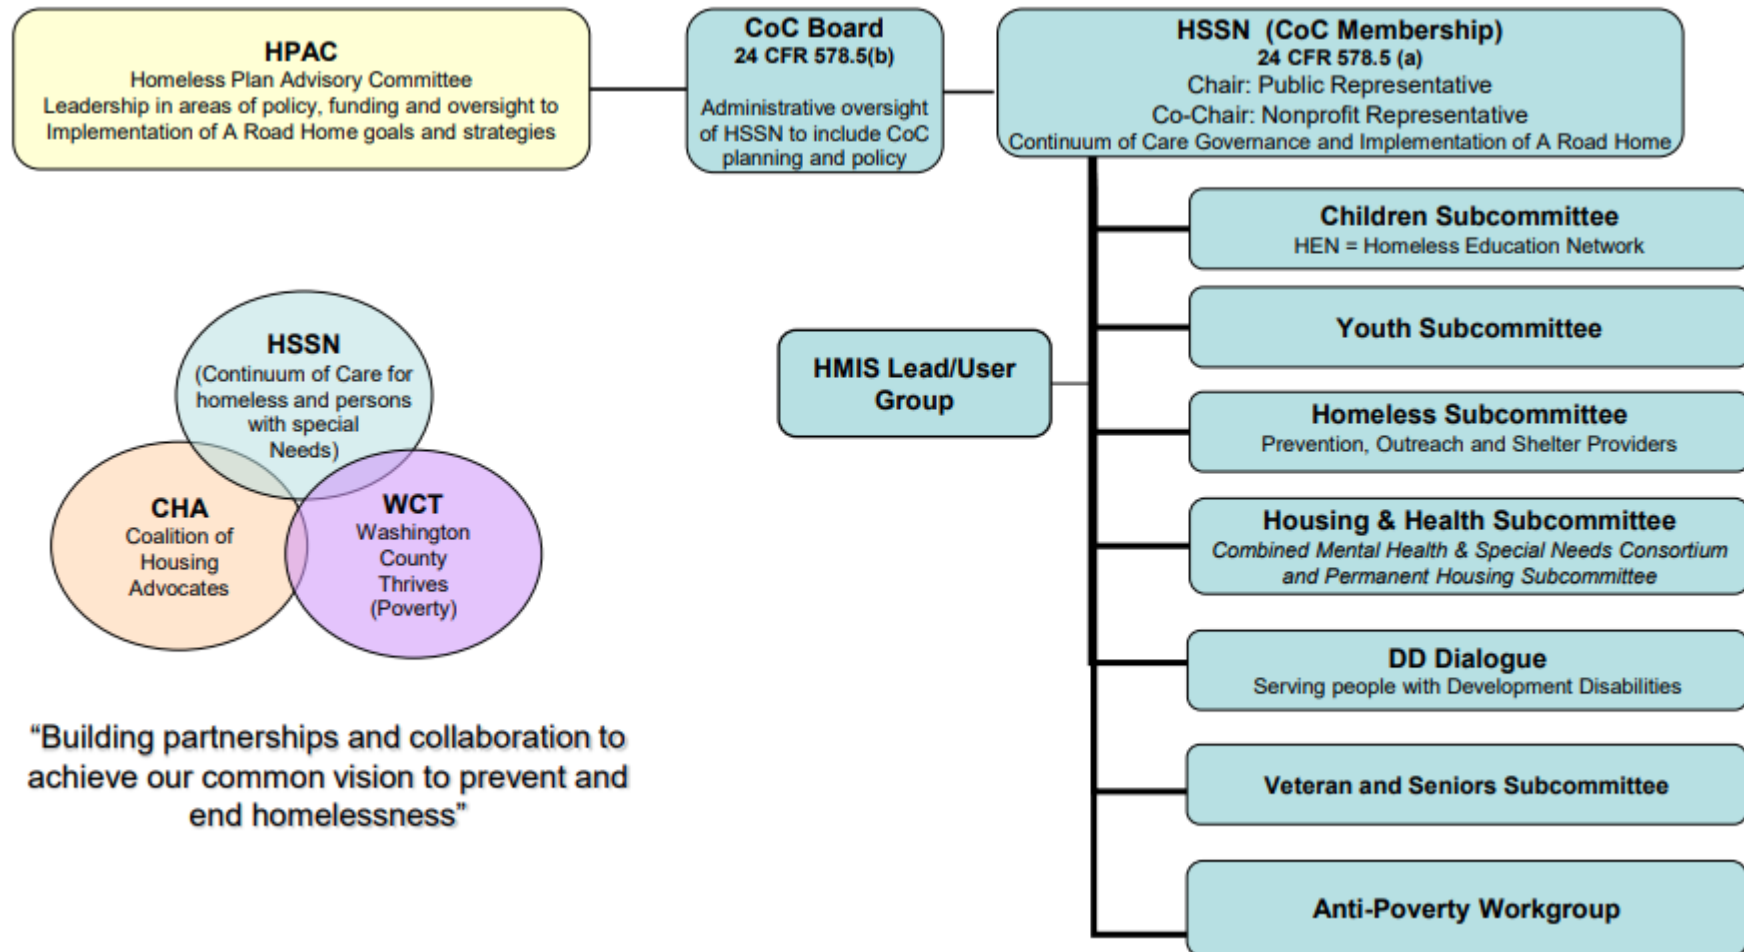 HPAC
Homeless Plan Advisory Committee
Leadership in areas of policy, funding and oversight to
Implementation of A Road Home goals and strategies
CoC Board
24 CFR 578.5(b)
Administrative oversight
of HSSN to include CoC
planning and policy
HSSN (CoC Membership)
24 CFR 578.5 (a)
Chair: Public Representative
Co-Chair: Nonprofit Representative
Continuum of Care Governance and Implementation of A Road Home
Children Subcommittee
HEN = Homeless Education Network
Youth Subcommittee
HMIS Lead/User
Group
Homeless Subcommittee
Prevention, Outreach and Shelter Providers
Housing & Health Subcommittee
Combined Mental Health & Special Needs Consortium
and Permanent Housing Subcommittee
DD Dialogue
Serving people with Development Disabilities
Veteran and Seniors Subcommittee
Anti-Poverty Workgroup
HSSN
(Continuum of Care for
homeless and persons
with special
Needs)
CHA
Coalition of
Housing
Advocates
WCT
Washington
County
Thrives
(Poverty)
“Building partnerships and collaboration to
achieve our common vision to prevent and
end homelessness”